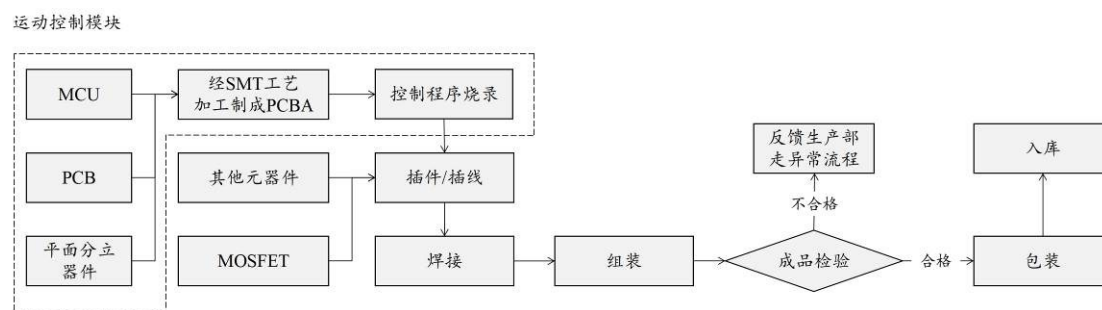 运动控制模块
MCU
经SMT工艺
加工制成PCBA
控制程序烧录
PCB
其他元器件
插件/插线
反馈生产部
走异常流程
入库
不合格
平面分立
器件
MOSFET
焊接
组装
成品检验
合格
包装